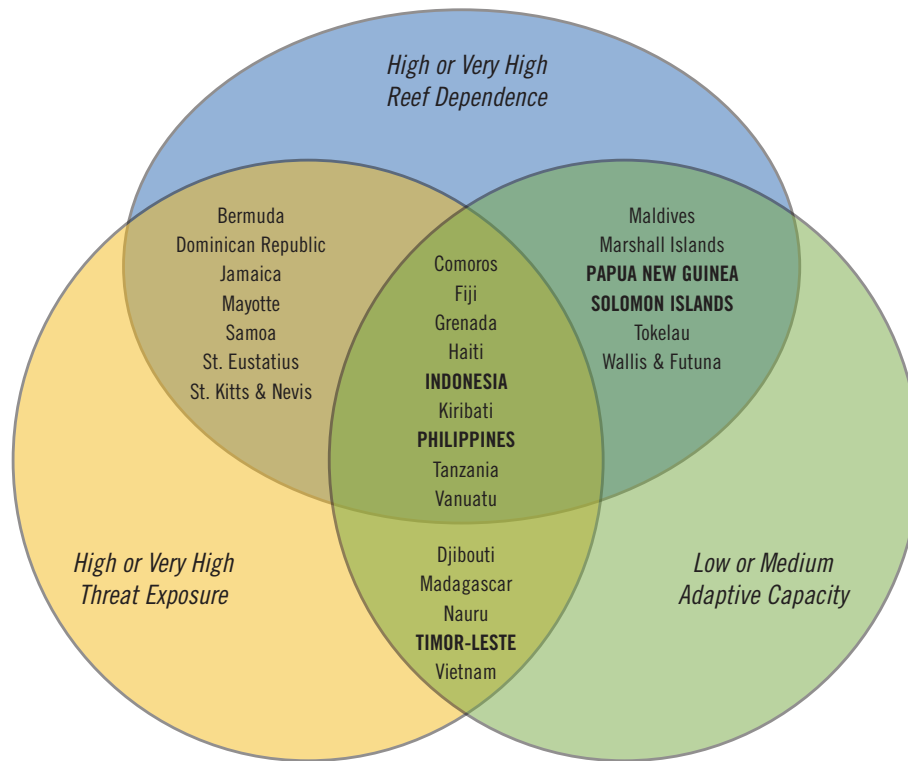 High or Very High
Reef Dependence
Bermuda
Dominican Republic
Jamaica
Mayotte
Samoa
St. Eustatius
St. Kitts & Nevis
Comoros
Fiji
Grenada
Haiti
INDONESIA
Kiribati
PHILIPPINES
Tanzania
Vanuatu
Maldives
Marshall Islands
PAPUA NEW GUINEA
SOLOMON ISLANDS
Tokelau
Wallis & Futuna
High or Very High
Threat Exposure
Djibouti
Madagascar
Nauru
TIMOR-LESTE
Vietnam
Low or Medium
Adaptive Capacity